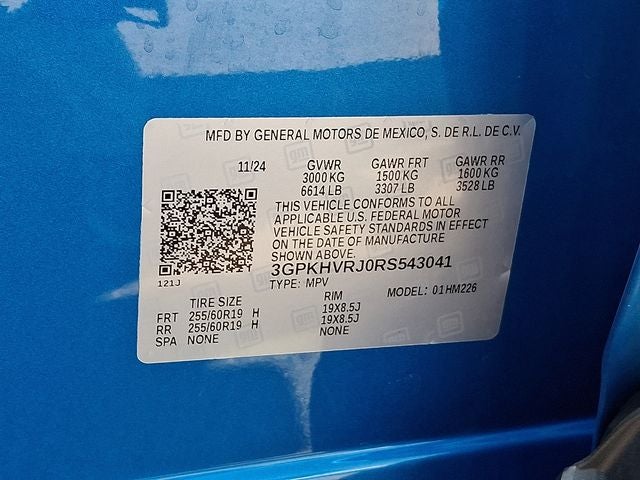 MFD BY GENERAL MOTORS DE MEXICO, S. DE R.L. DE C.V.
11/24 GVWR GAWR FRT GAWR RR
3000 KG 1500 KG 1600 KG
6614 LB 3307 LB 3528 LB
THIS VEHICLE CONFORMS TO ALL
APPLICABLE U.S. FEDERAL MOTOR
VEHICLE SAFETY STANDARDS IN EFFECT
ON THE DATE OF MANUFACTURE
SHOWN ABOVE.
121J
3GPKHVRJ0RS543041
TYPE: MPV MODEL: 01HM226
TIRE SIZE RIM
FRT 255/60R19 H 19X8.5J
RR 255/60R19 H 19X8.5J
SPA NONE NONE